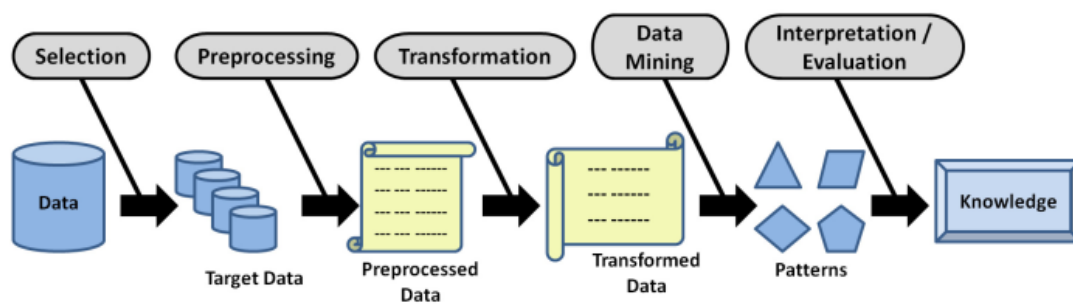 Selection
Preprocessing
Transformation
Data
Mining
Interpretation /
Evaluation
Data
Target Data
Preprocessed
Data
Transformed
Data
Patterns
Knowledge